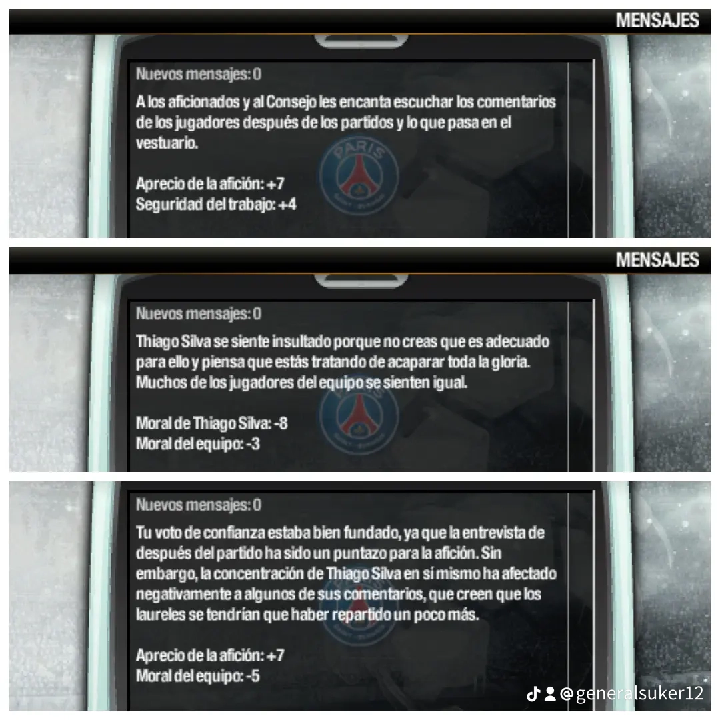 MENSAJES
Nuevos mensajes: 0
A los aficionados y al Consejo les encanta escuchar los comentarios
de los jugadores después de los partidos y lo que pasa en el
vestuario.
PARIS
Aprecio de la afición: +7
Seguridad del trabajo: +4
MENSAJES
Nuevos mensajes: 0
Thiago Silva se siente insultado porque no creas que es adecuado
para ello y piensa que estás tratando de acaparar toda la gloria.
Muchos de los jugadores del equipo se sienten igual.
Moral de Thiago Silva: -8
Moral del equipo: -3
Nuevos mensajes: 0
Tu voto de confianza estaba bien fundado, ya que la entrevista de
después del partido ha sido un puntazo para la afición. Sin
embargo, la concentración de Thiago Silva en sí mismo ha afectado
negativamente a algunos de sus comentarios, que creen que los
laureles se tendrían que haber repartido un poco más.
Aprecio de la afición: +7
Moral del equipo: -5
@generalsuker12